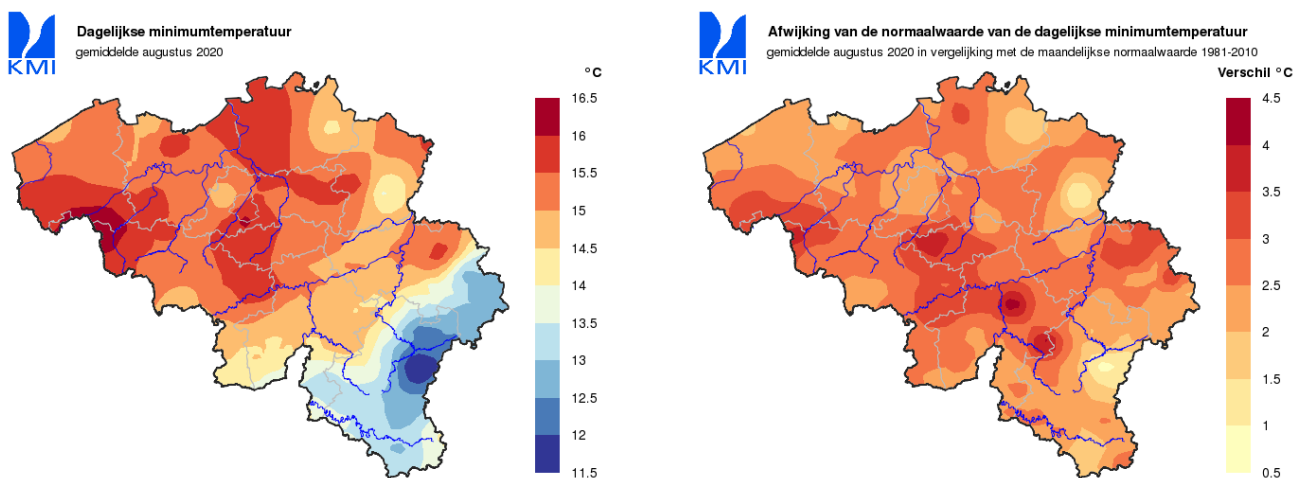 KMI
Dagelijkse minimumtemperatuur
gemiddelde augustus 2020
°C
16.5
16
15.5
15
14.5
14
13.5
13
12.5
12
11.5
KMI
Afwijking van de normaalwaarde van de dagelijkse minimumtemperatuur
gemiddelde augustus 2020 in vergelijking met de maandelijkse normaalwaarde 1981-2010
Verschil °C
4.5
4
3.5
3
2.5
2
1.5
1
0.5